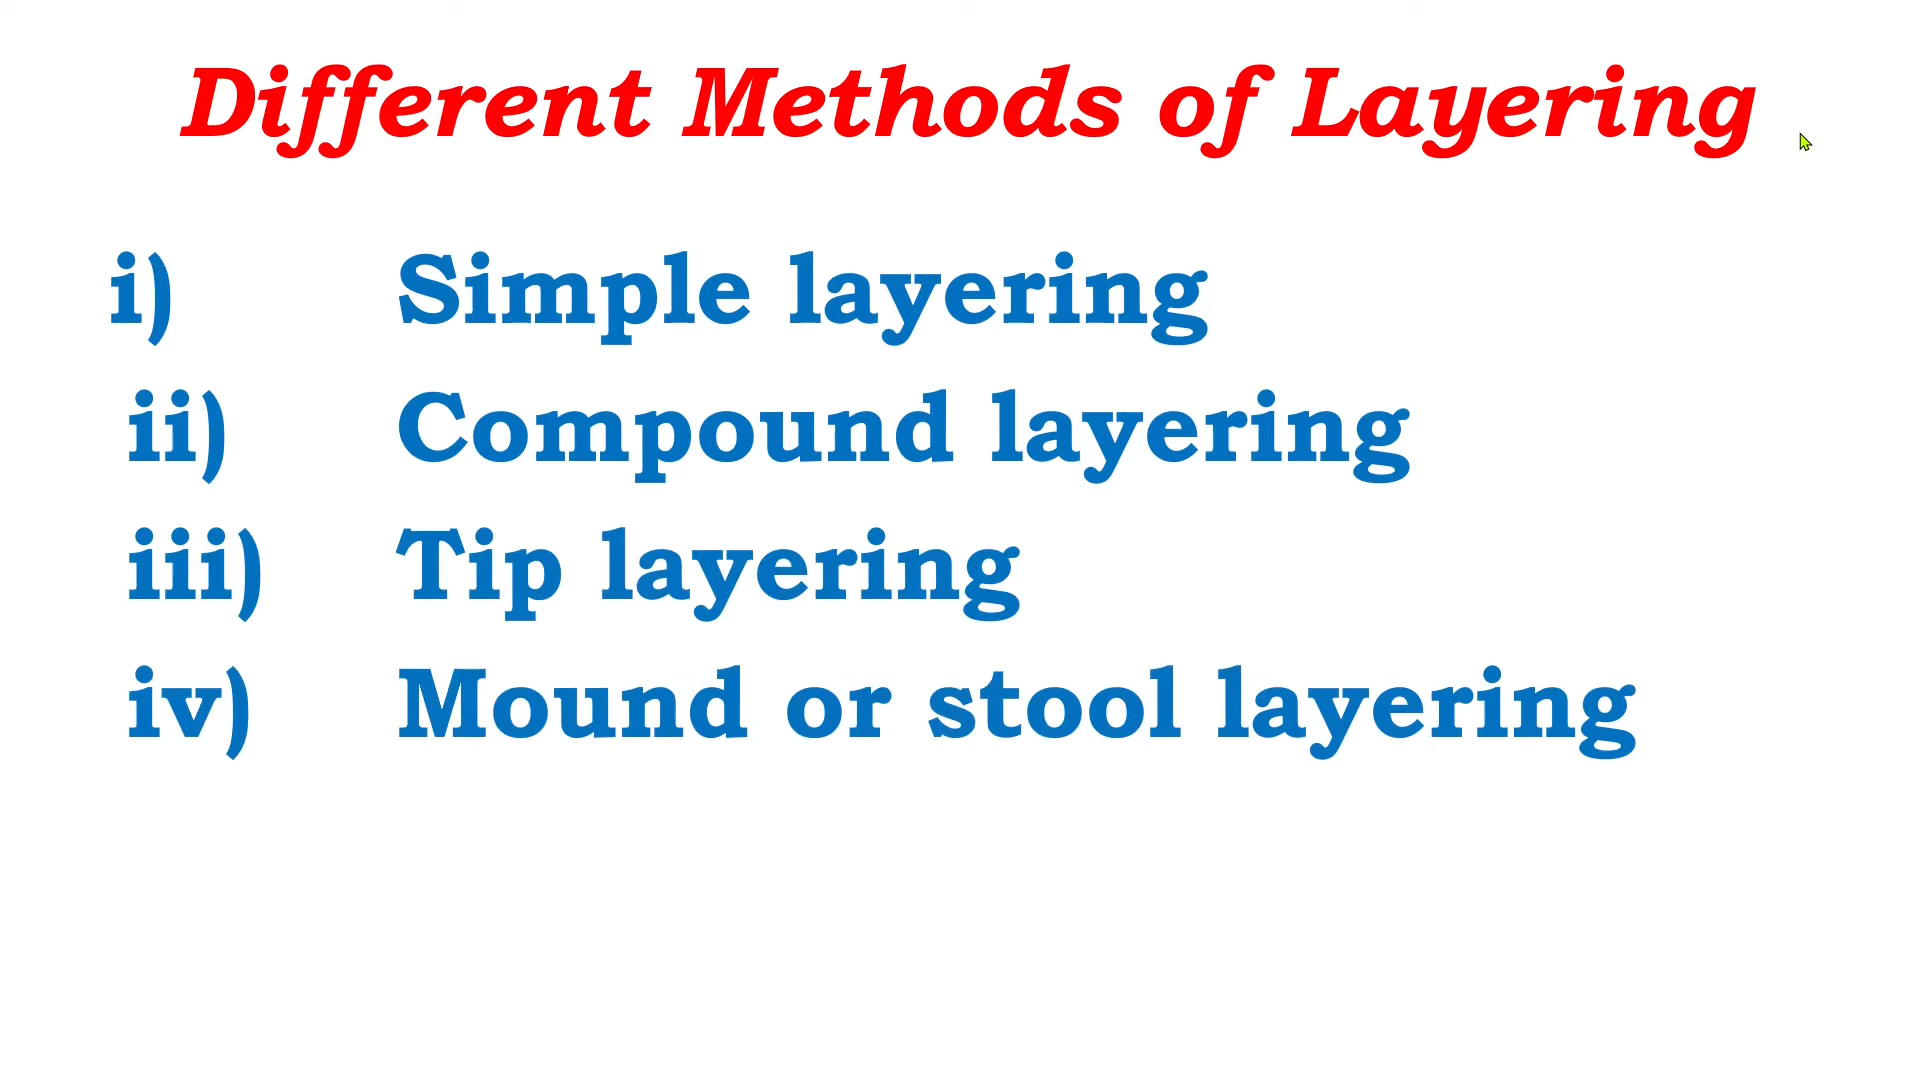 Different Methods of Layering
i) Simple layering
ii) Compound layering
iii) Tip layering
iv) Mound or stool layering